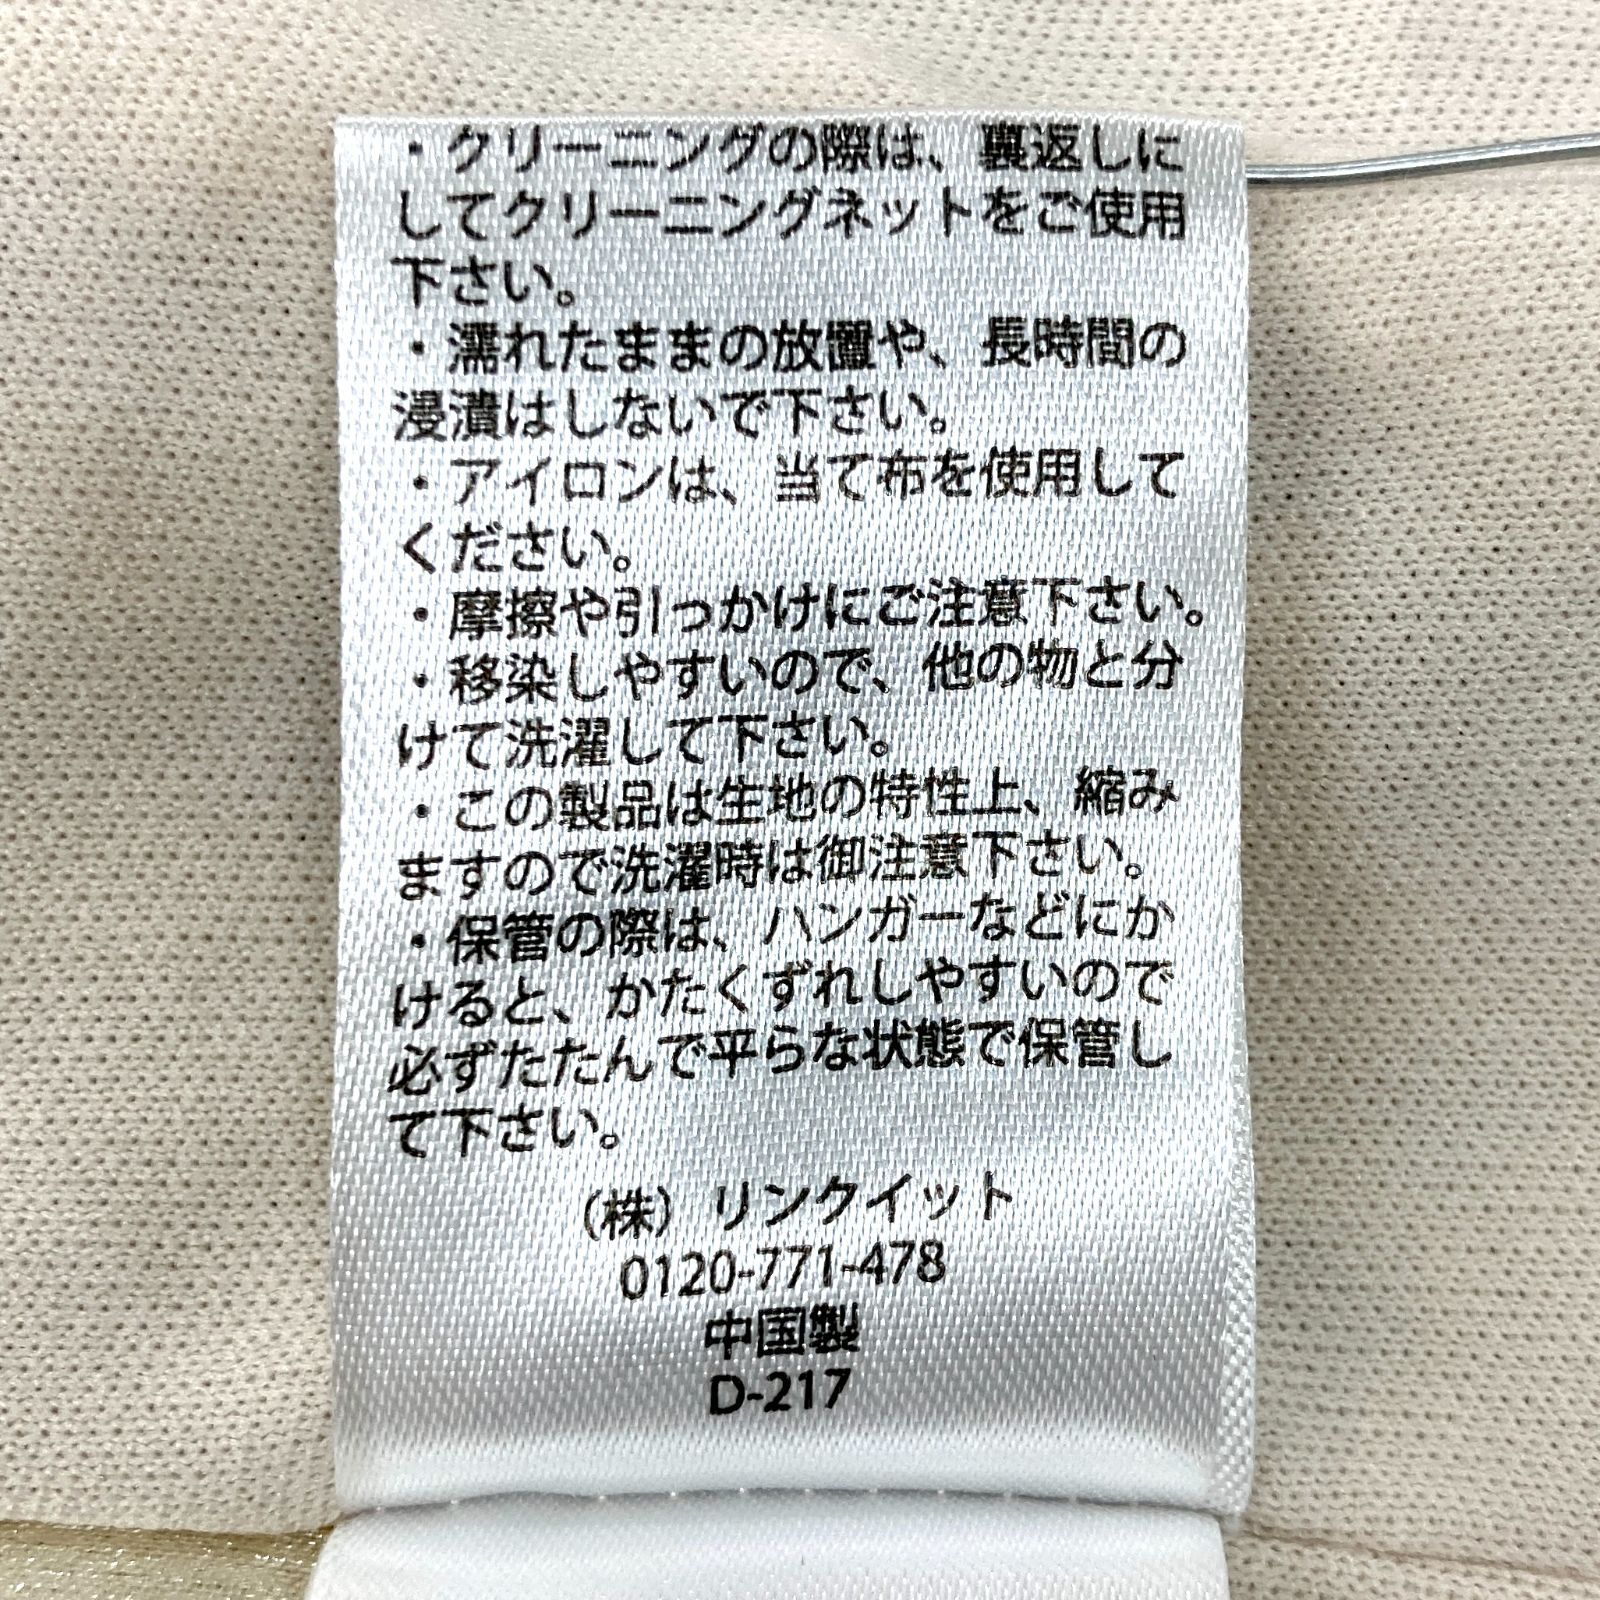 ・クリーニングの際は、裏返しに
してクリーニングネットをご使用
下さい。
・濡れたままの放置や、長時間の
浸漬はしないで下さい。
・アイロンは、当て布を使用して
ください。
・摩擦や引っかけにご注意下さい。
・移染しやすいので、他の物と分
けて洗濯して下さい。
・この製品は生地の特性上、縮み
ますので洗濯時は御注意下さい。
・保管の際は、ハンガーなどにか
けると、かたくずれしやすいので
必ずたたんで平らな状態で保管し
て下さい。
（株）リンクイット
0120-771-478
中国製
D-217